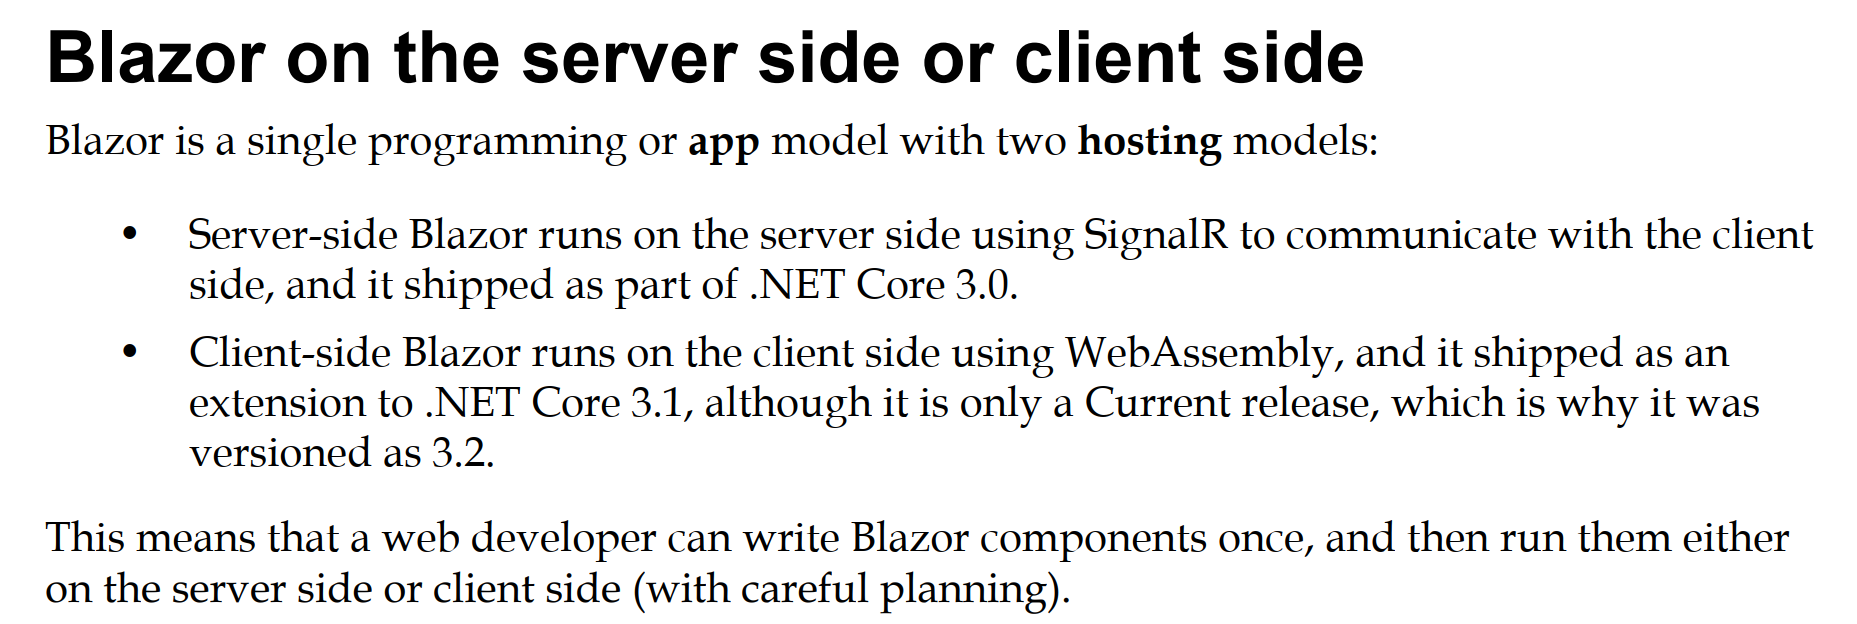 Blazor on the server side or client side
Blazor is a single programming or app model with two hosting models:
• Server-side Blazor runs on the server side using SignalR to communicate with the client
side, and it shipped as part of .NET Core 3.0.
• Client-side Blazor runs on the client side using WebAssembly, and it shipped as an
extension to .NET Core 3.1, although it is only a Current release, which is why it was
versioned as 3.2.
This means that a web developer can write Blazor components once, and then run them either
on the server side or client side (with careful planning).